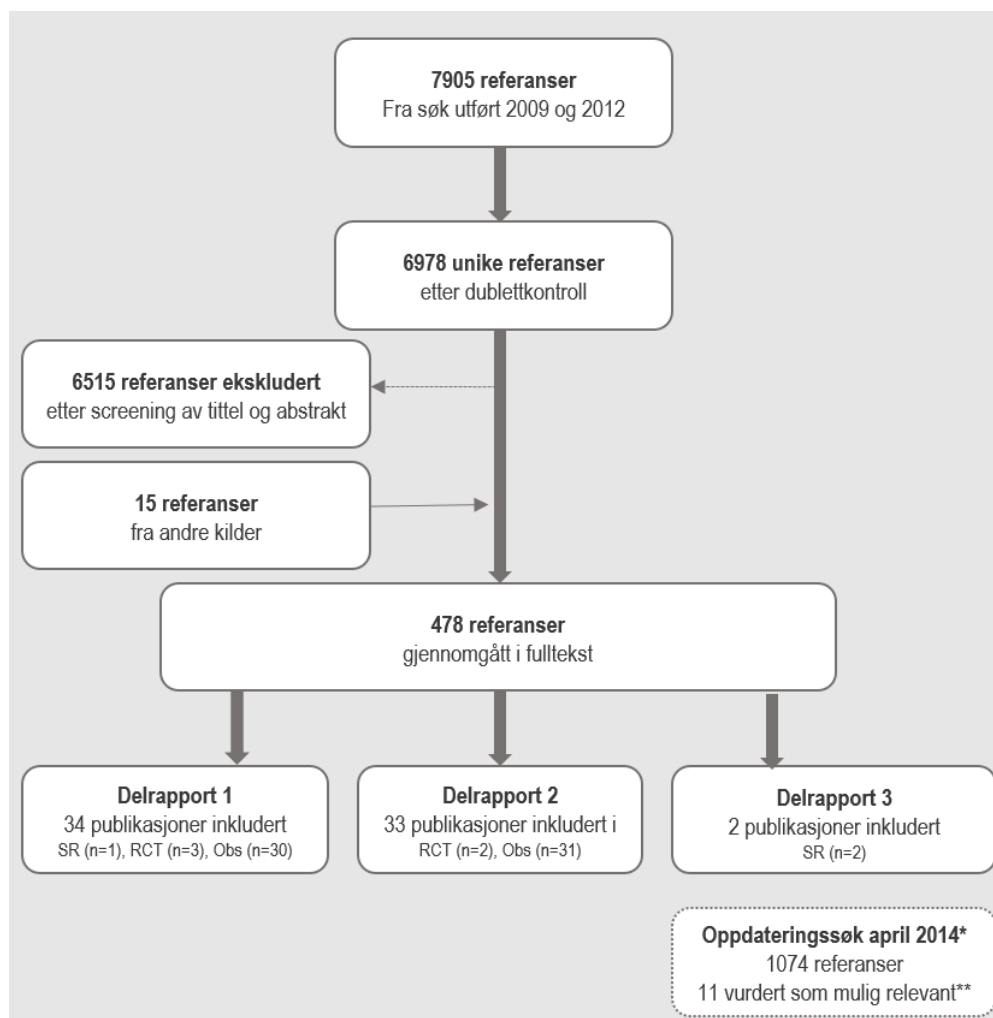 7905 referanser
Fra søk utført 2009 og 2012
6978 unike referanser
etter dublettkontroll
6515 referanser ekskludert
etter screening av tittel og abstrakt
15 referanser
fra andre kilder
478 referanser
gjennomgått i fulltekst
Delrapport 1
34 publikasjoner inkludert
SR (n=1), RCT (n=3), Obs (n=30)
Delrapport 2
33 publikasjoner inkludert i
RCT (n=2), Obs (n=31)
Delrapport 3
2 publikasjoner inkludert
SR (n=2)
Oppdateringssøk april 2014*
1074 referanser
11 vurdert som mulig relevant**